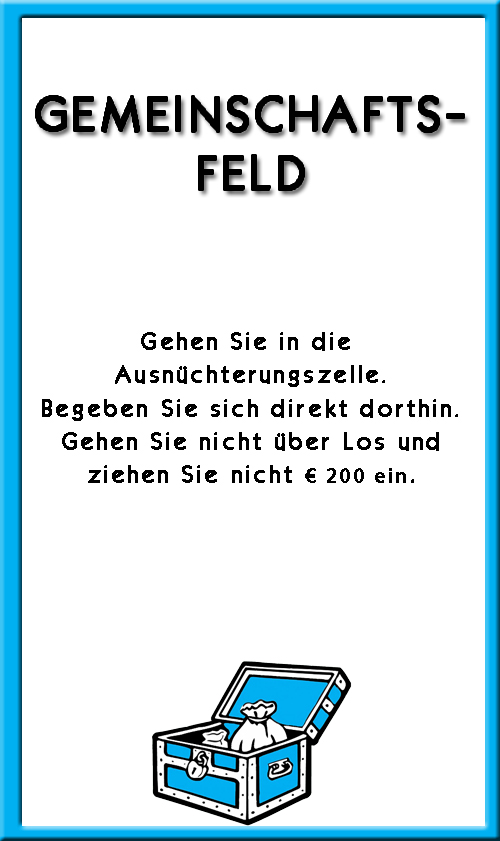 GEMEINSCHAFTS-
FELD
Gehen Sie in die
Ausnüchterungszelle.
Begeben Sie sich direkt dorthin.
Gehen Sie nicht über Los und
ziehen Sie nicht € 200 ein.